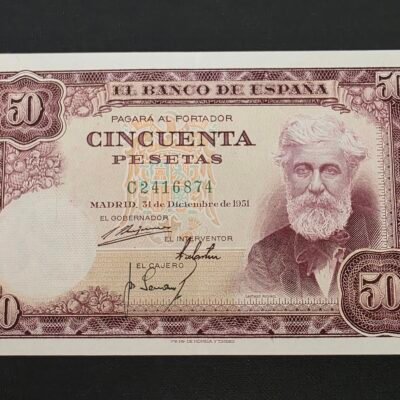 50 EL BANCO DE ESPAÑA 50
PAGARÁ AL PORTADOR
CINCUENTA
PESETAS
C2416874
MADRID, 31 de Diciembre de 1951
EL GOBERNADOR
EL INTERVENTOR
EL CAJERO
50 50